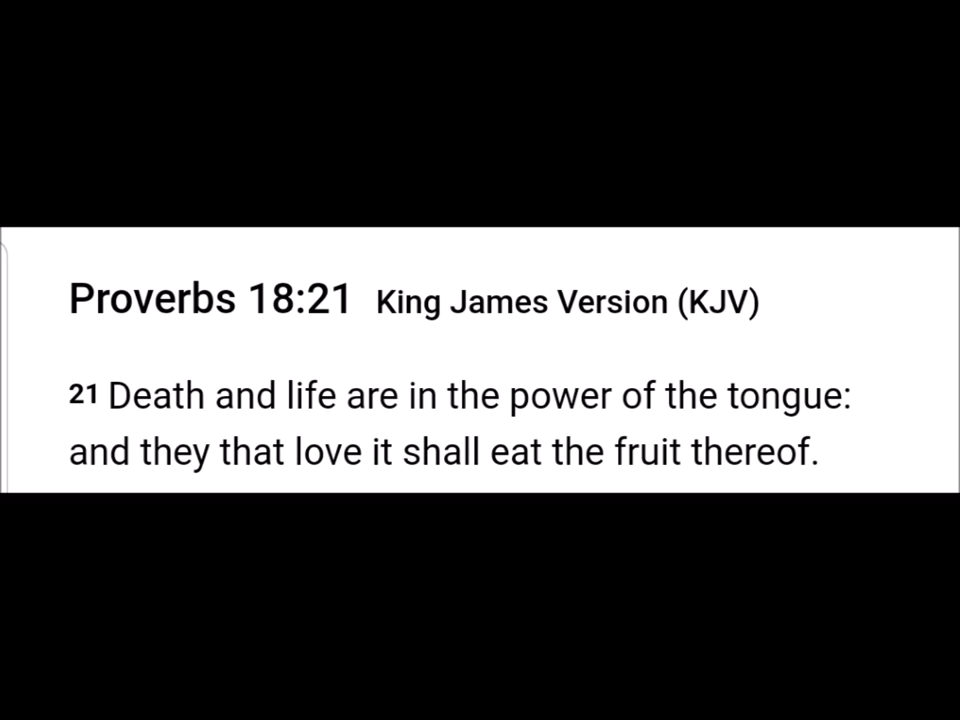 Proverbs 18:21 King James Version (KJV)
21 Death and life are in the power of the tongue:
and they that love it shall eat the fruit thereof.